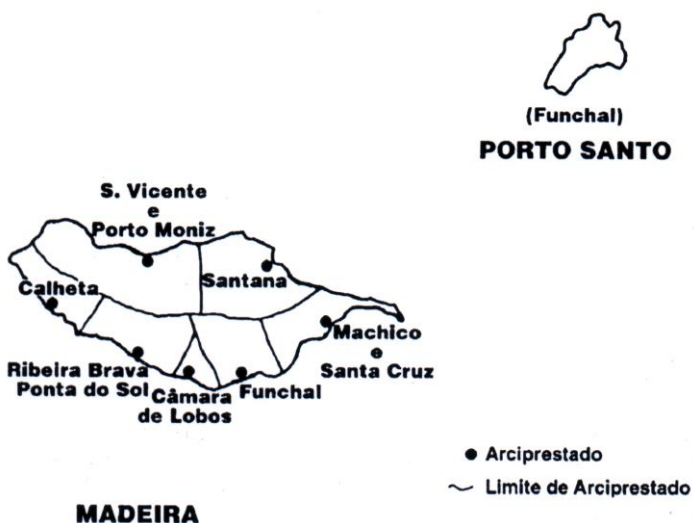 (Funchal)
PORTO SANTO
S. Vicente
e
Porto Moniz
Santana
Calheta
Machico
e
Santa Cruz
Ribeira Brava
Ponta do Sol
Câmara
de Lobos
Funchal
Arciprestado
Limite de Arciprestado
MADEIRA